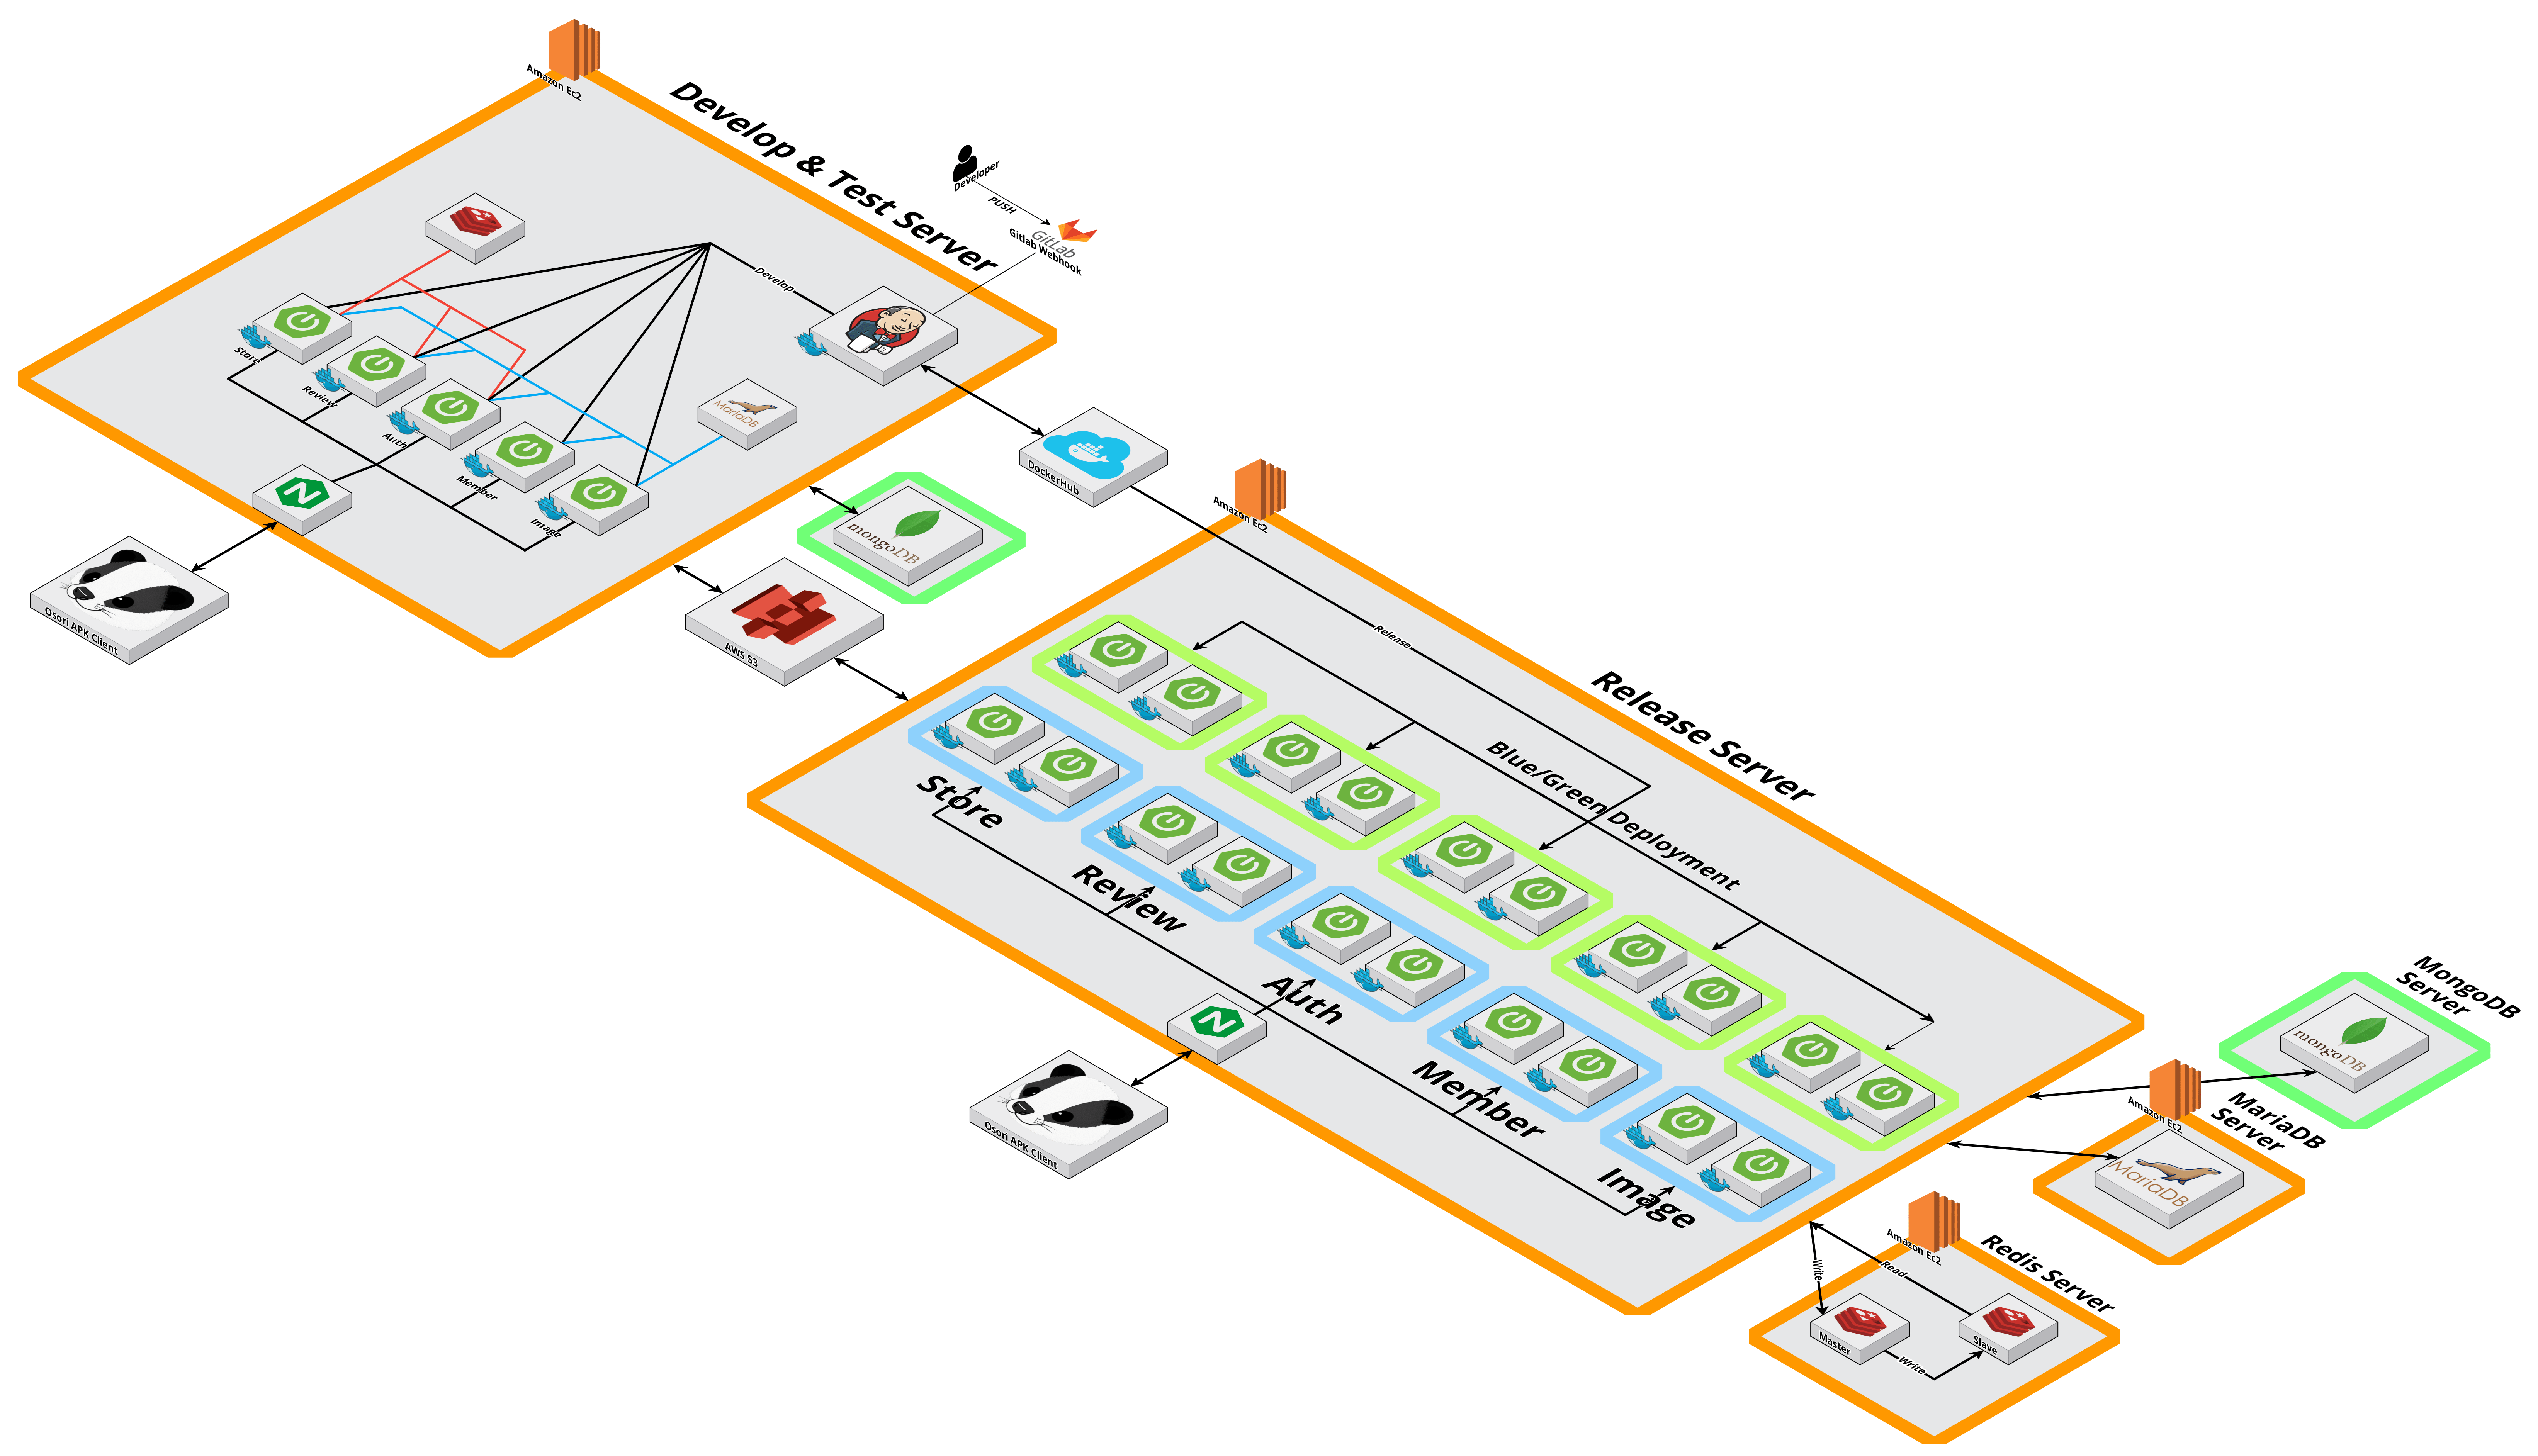 Amazon Ec2
Develop & Test Server
Developer
PUSH
GitLab
Gitlab Webhook
Develop
Store
Review
Auth
Member
Image
MariaDB
DockerHub
mongoDB
AWS S3
Osori APK Client
Amazon Ec2
Release
Release Server
Blue/Green Deployment
Store
Review
Auth
Member
Image
Osori APK Client
MongoDB
Server
mongoDB
Amazon Ec2
MariaDB
Server
MariaDB
Amazon Ec2
Redis Server
Write
Read
Master
Slave
Write